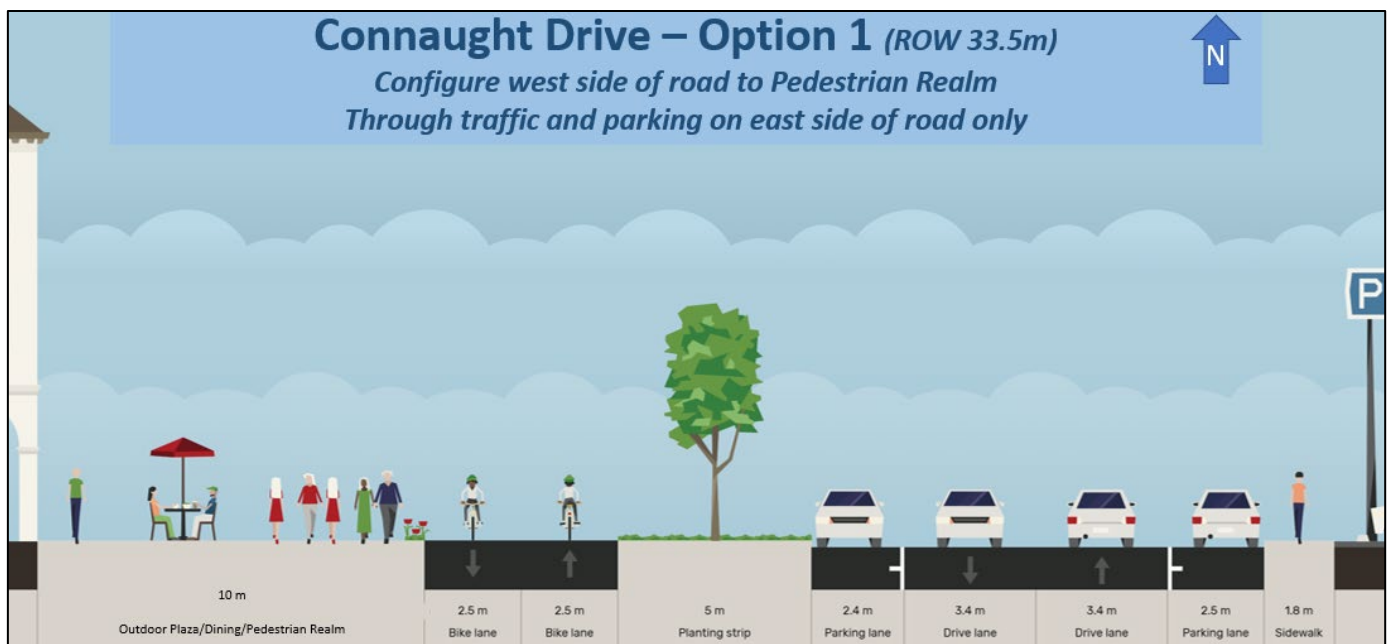 Connaught Drive – Option 1 (ROW 33.5m)
N
Configure west side of road to Pedestrian Realm
Through traffic and parking on east side of road only
P
10 m
Outdoor Plaza/Dining/Pedestrian Realm
2.5 m
Bike lane
2.5 m
Bike lane
5 m
Planting strip
2.4 m
Parking lane
3.4 m
Drive lane
3.4 m
Drive lane
2.5 m
Parking lane
1.8 m
Sidewalk